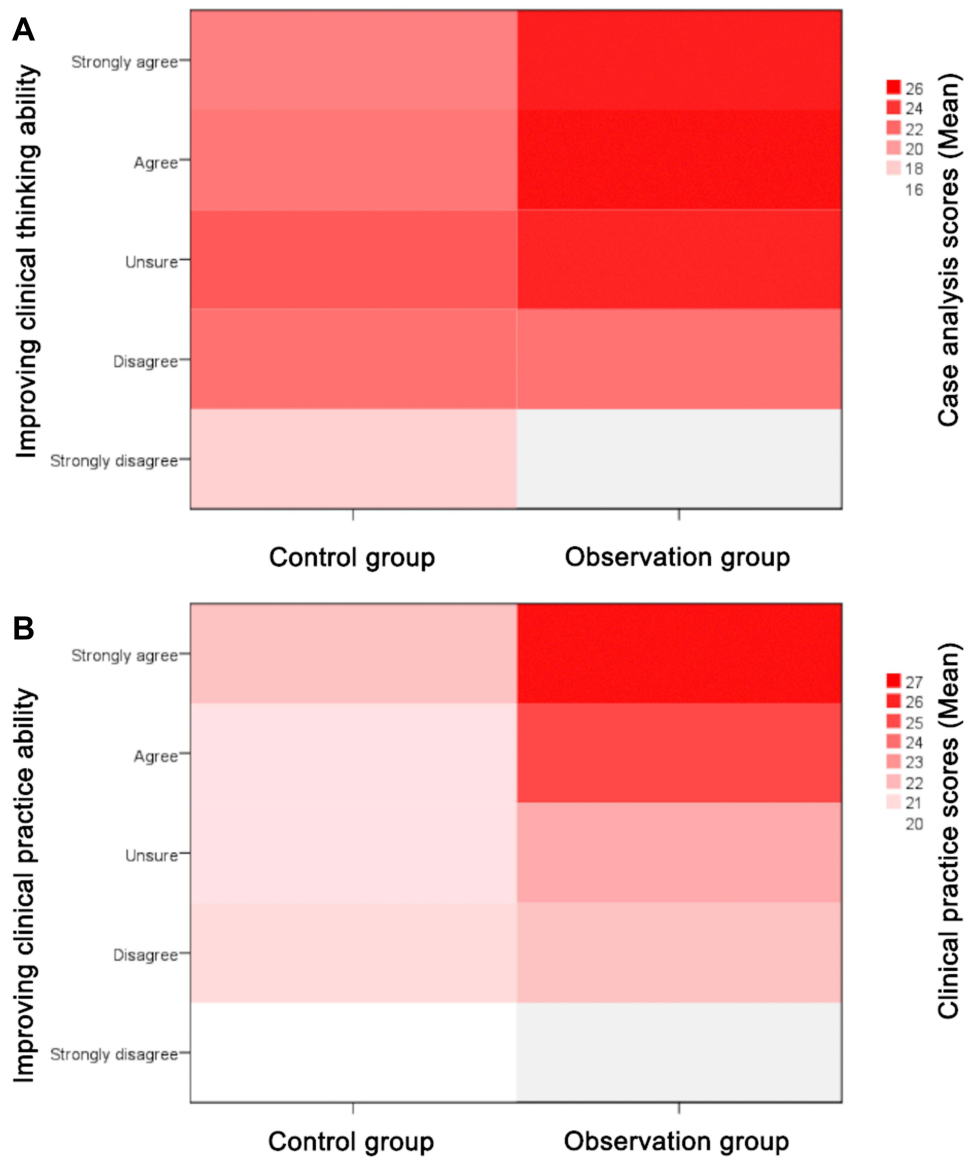 A
Improving clinical thinking ability
Strongly agree
Agree
Unsure
Disagree
Strongly disagree
Control group
Observation group
26
24
22
20
18
16
Case analysis scores (Mean)
B
Improving clinical practice ability
Strongly agree
Agree
Unsure
Disagree
Strongly disagree
Control group
Observation group
27
26
25
24
23
22
21
20
Clinical practice scores (Mean)